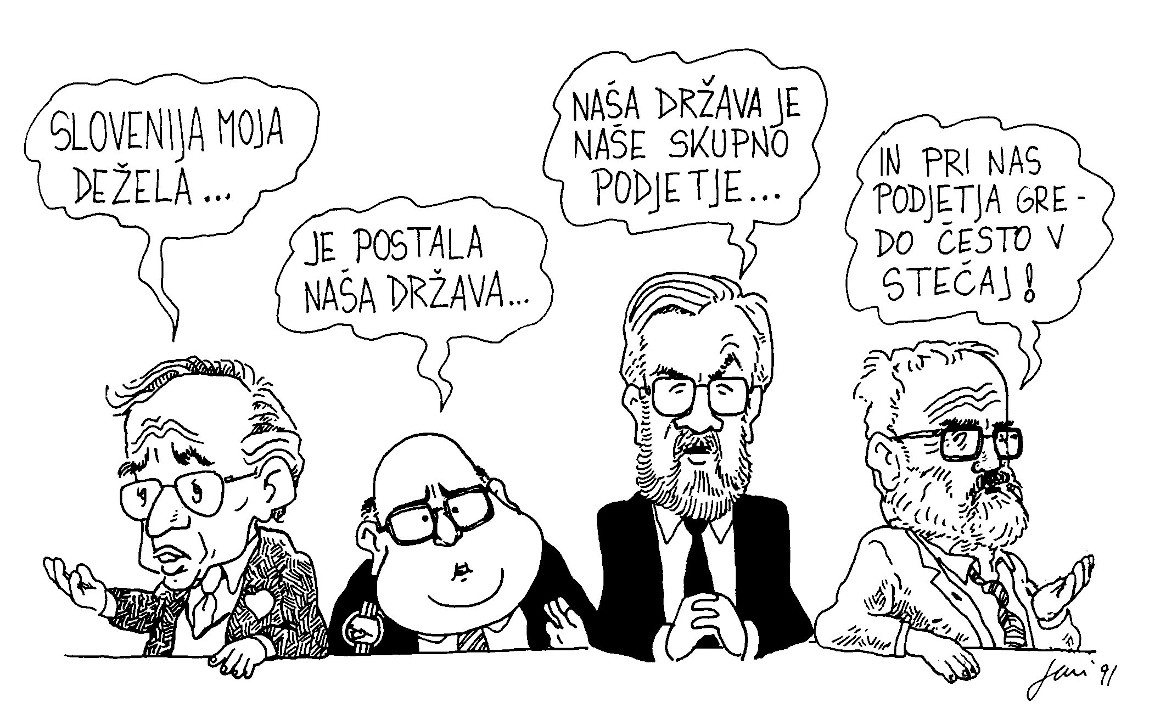 SLOVENIJA MOJA
DEŽELA...
JE POSTALA
NAŠA DRŽAVA...
NAŠA DRŽAVA JE
NAŠE SKUPNO
PODJETJE...
IN PRI NAS
PODJETJA GRE-
DO ČESTO V
STEČAJ!
91